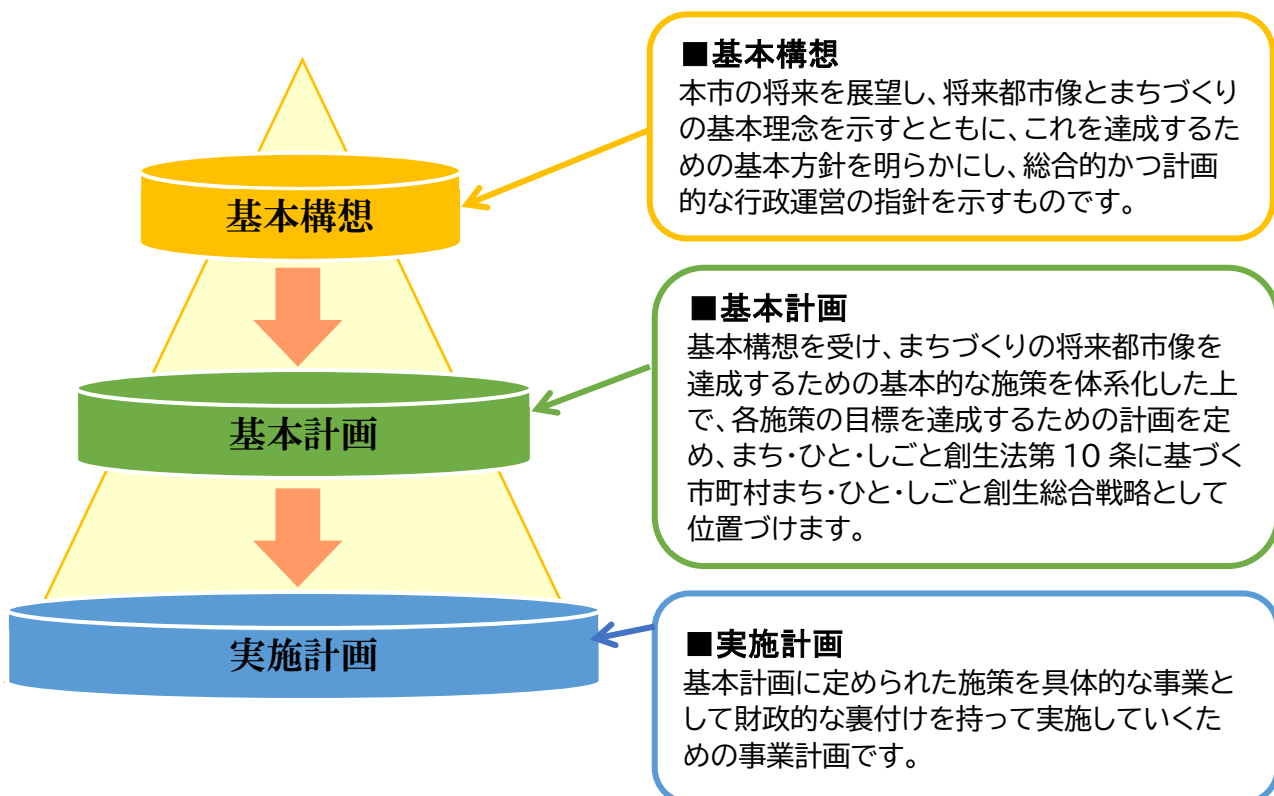 基本構想
基本計画
実施計画
■基本構想
本市の将来を展望し、将来都市像とまちづくり
の基本理念を示すとともに、これを達成するた
めの基本方針を明らかにし、総合的かつ計画
的な行政運営の指針を示すものです。
■基本計画
基本構想を受け、まちづくりの将来都市像を
達成するための基本的な施策を体系化した上
で、各施策の目標を達成するための計画を定
め、まち・ひと・しごと創生法第 10 条に基づく
市町村まち・ひと・しごと創生総合戦略として
位置づけます。
■実施計画
基本計画に定められた施策を具体的な事業と
して財政的な裏付けを持って実施していくた
めの事業計画です。